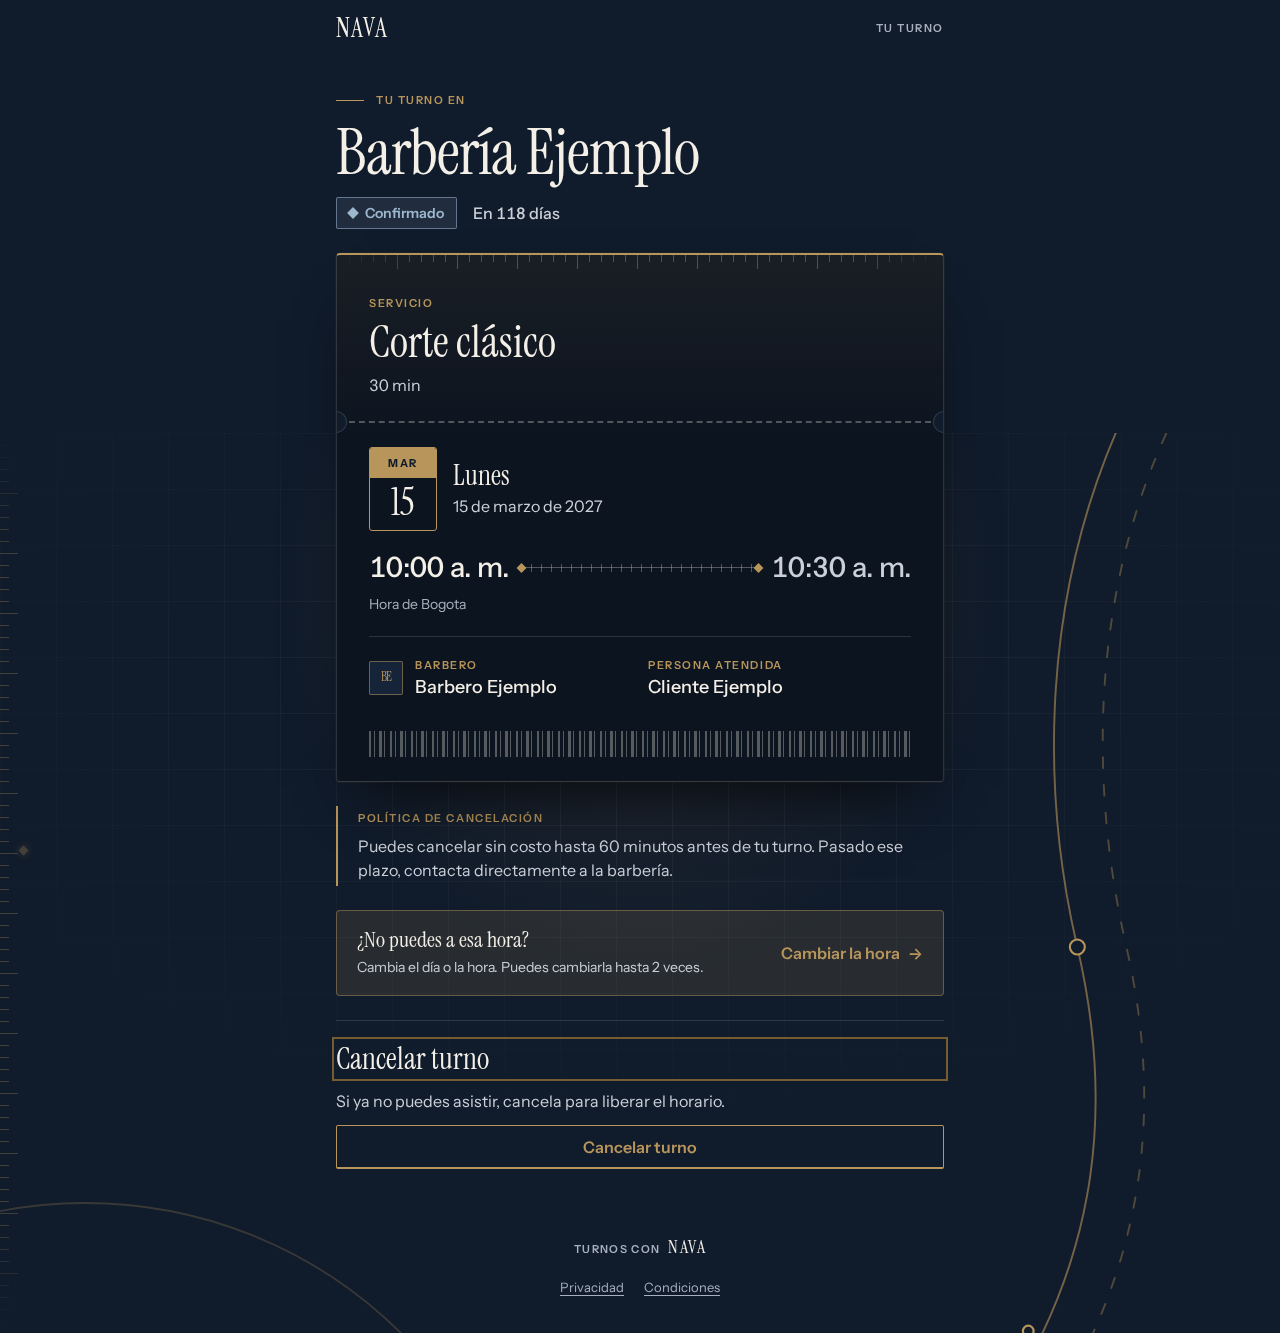 NAVA
TU TURNO
TU TURNO EN
Barbería Ejemplo
Confirmado
En 118 días
SERVICIO
Corte clásico
30 min
MAR
15
Lunes
15 de marzo de 2027
10:00 a. m.
10:30 a. m.
Hora de Bogota
BE
BARBERO
Barbero Ejemplo
PERSONA ATENDIDA
Cliente Ejemplo
POLÍTICA DE CANCELACIÓN
Puedes cancelar sin costo hasta 60 minutos antes de tu turno. Pasado ese
plazo, contacta directamente a la barbería.
¿No puedes a esa hora?
Cambia el día o la hora. Puedes cambiarla hasta 2 veces.
Cambiar la hora →
Cancelar turno
Si ya no puedes asistir, cancela para liberar el horario.
Cancelar turno
TURNOS CON NAVA
Privacidad
Condiciones